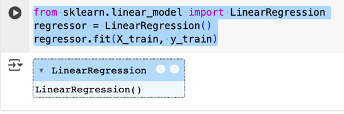 from sklearn.linear_model import LinearRegression
regressor = LinearRegression()
regressor.fit(X_train, y_train)
LinearRegression
LinearRegression()